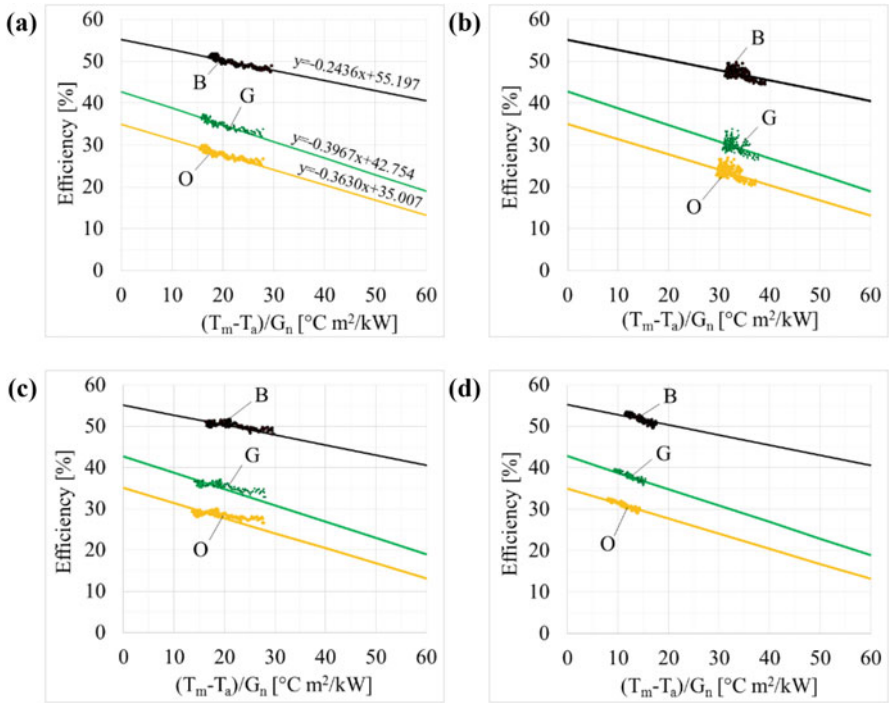 (a)
60
50
40
30
20
10
0
Efficiency [%]
B
G
O
y=-0.2436x+55.197
y=-0.3967x+42.754
y=-0.3630x+35.007
0 10 20 30 40 50 60
(Tm-Ta)/Gn [°C m²/kW]
(b)
60
50
40
30
20
10
0
Efficiency [%]
B
G
O
0 10 20 30 40 50 60
(Tm-Ta)/Gn [°C m²/kW]
(c)
60
50
40
30
20
10
0
Efficiency [%]
B
G
O
0 10 20 30 40 50 60
(Tm-Ta)/Gn [°C m²/kW]
(d)
60
50
40
30
20
10
0
Efficiency [%]
B
G
O
0 10 20 30 40 50 60
(Tm-Ta)/Gn [°C m²/kW]